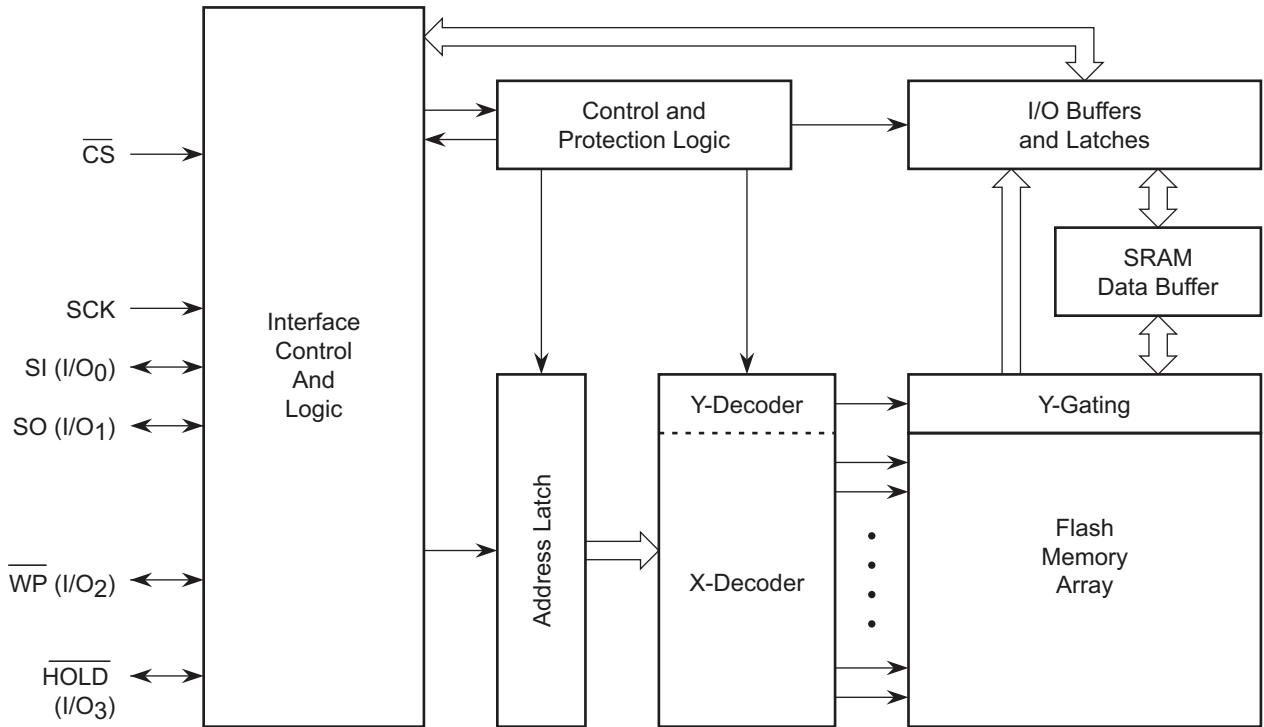 Control and
Protection Logic
I/O Buffers
and Latches
CS
SRAM
Data Buffer
SCK
Interface
Control
And
Logic
SI (I/O0)
SO (I/O1)
Y-Decoder
Y-Gating
Address Latch
X-Decoder
Flash
Memory
Array
WP (I/O2)
HOLD
(I/O3)